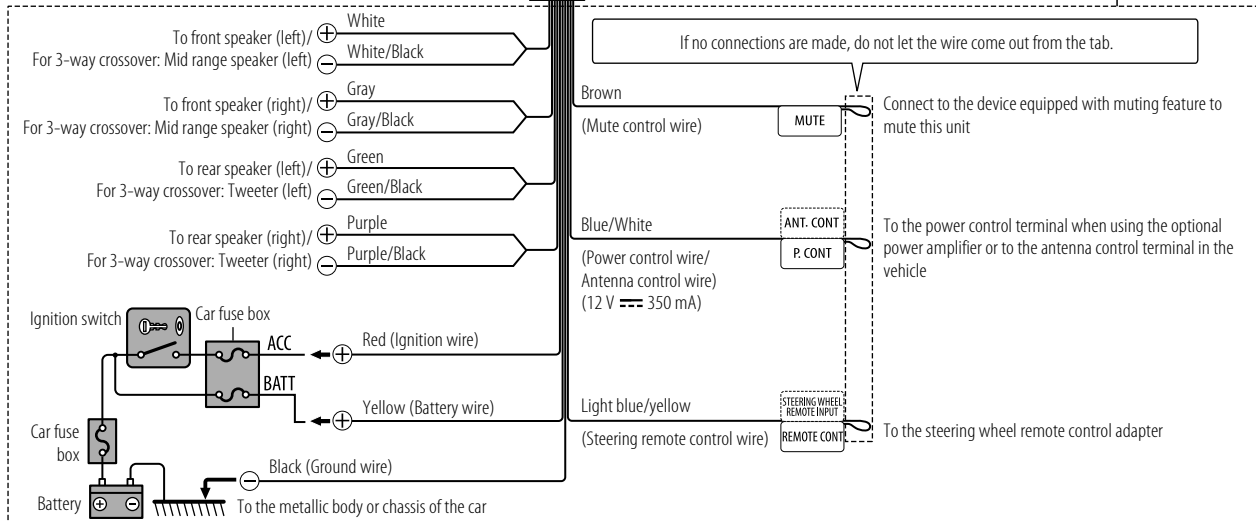 White
To front speaker (left)/
For 3-way crossover: Mid range speaker (left)
White/Black
Gray
To front speaker (right)/
For 3-way crossover: Mid range speaker (right)
Gray/Black
Green
To rear speaker (left)/
For 3-way crossover: Tweeter (left)
Green/Black
Purple
To rear speaker (right)/
For 3-way crossover: Tweeter (right)
Purple/Black
Ignition switch
Car fuse box
ACC
Red (Ignition wire)
BATT
Yellow (Battery wire)
Car fuse
box
Black (Ground wire)
Battery
To the metallic body or chassis of the car
If no connections are made, do not let the wire come out from the tab.
Brown
(Mute control wire)
MUTE
Connect to the device equipped with muting feature to
mute this unit
Blue/White
(Power control wire/
Antenna control wire)
(12 V ⎓ 350 mA)
ANT. CONT
P. CONT
To the power control terminal when using the optional
power amplifier or to the antenna control terminal in the
vehicle
Light blue/yellow
(Steering remote control wire)
STEERING WHEEL
REMOTE INPUT
REMOTE CONT
To the steering wheel remote control adapter